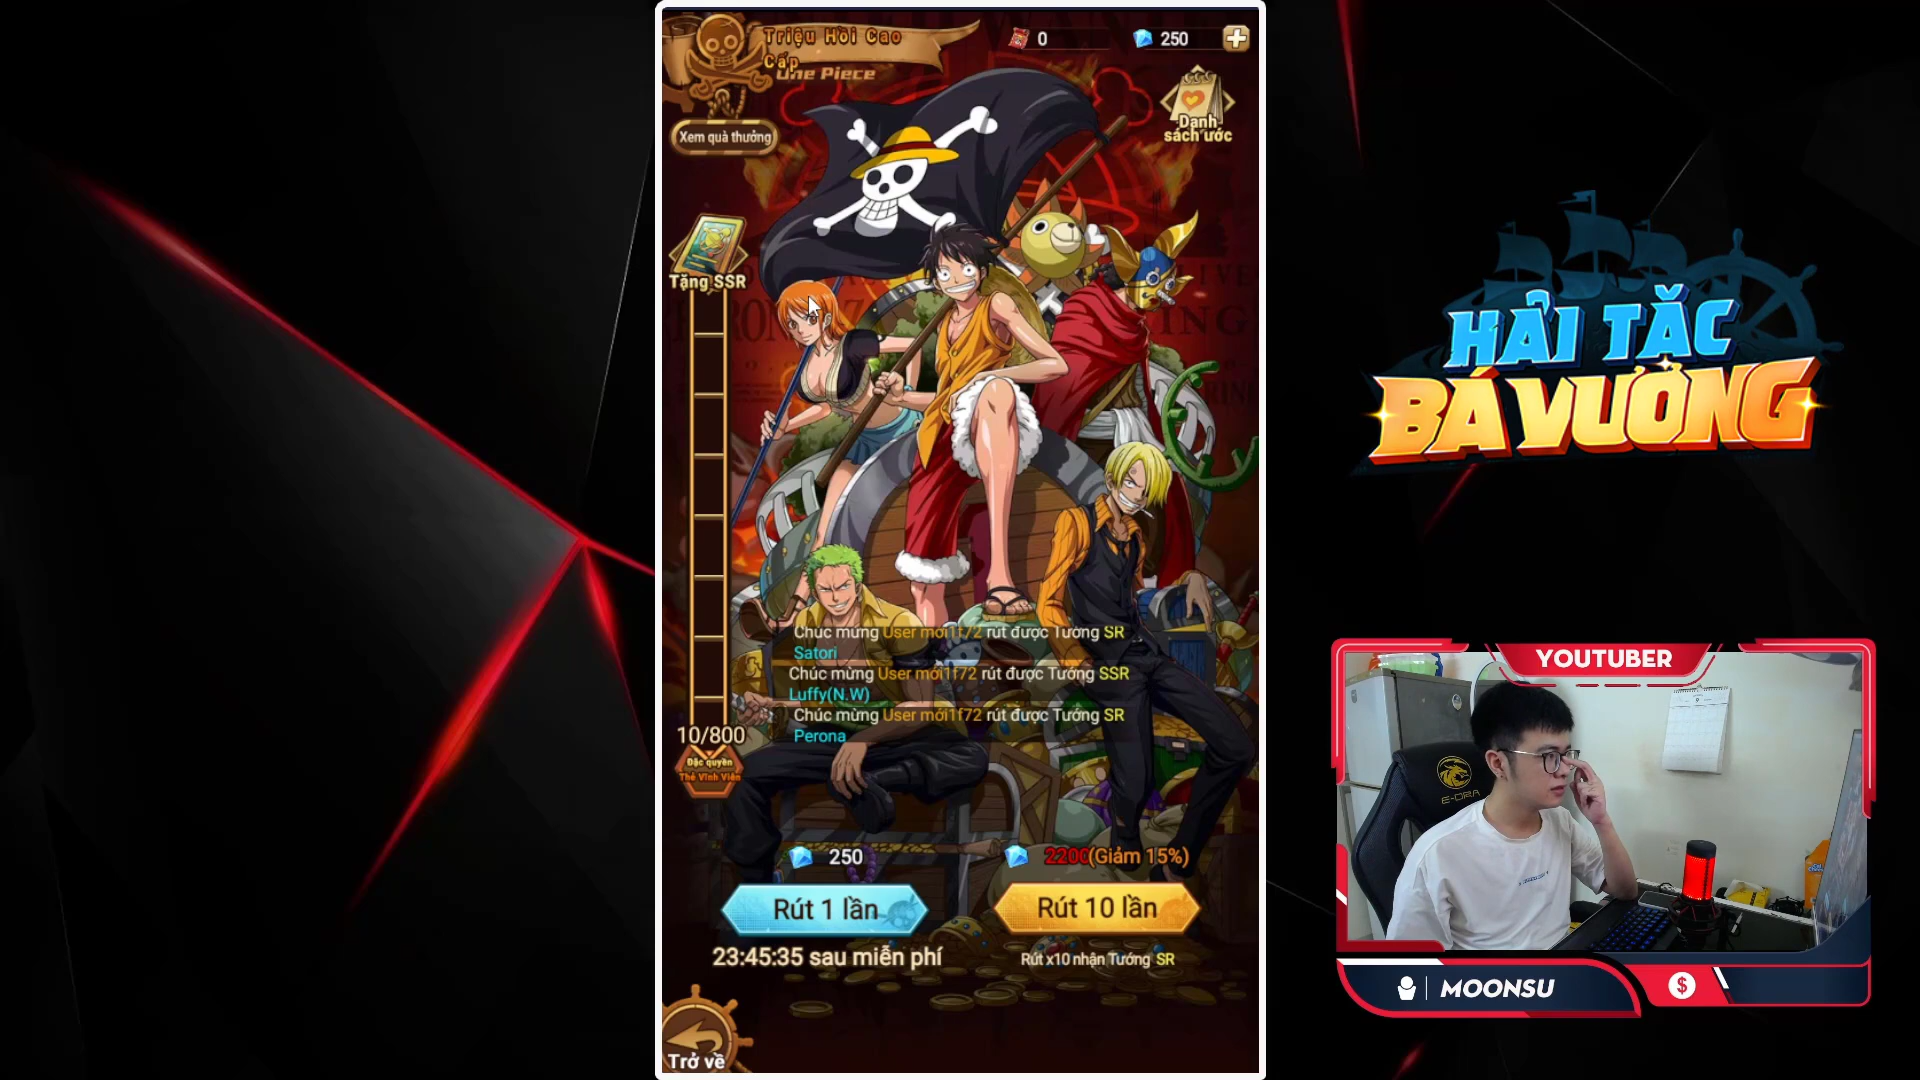 Triệu Hồi Cao
Cấp
One Piece
0
250
Danh
sách ước
Xem quà thưởng
Tặng SSR
HẢI TẶC
BÁ VƯƠNG
Chúc mừng User mới1f72 rút được Tướng SR
Satori
Chúc mừng User mới1f72 rút được Tướng SSR
Luffy(N.W)
Chúc mừng User mới1f72 rút được Tướng SR
Perona
10/800
Đặc quyền
Thẻ Vĩnh Viễn
250
2200(Giảm 15%)
Rút 1 lần
Rút 10 lần
23:45:35 sau miễn phí
Rút x10 nhận Tướng SR
Trở về
YOUTUBER
E-DRA
MOONSU
$